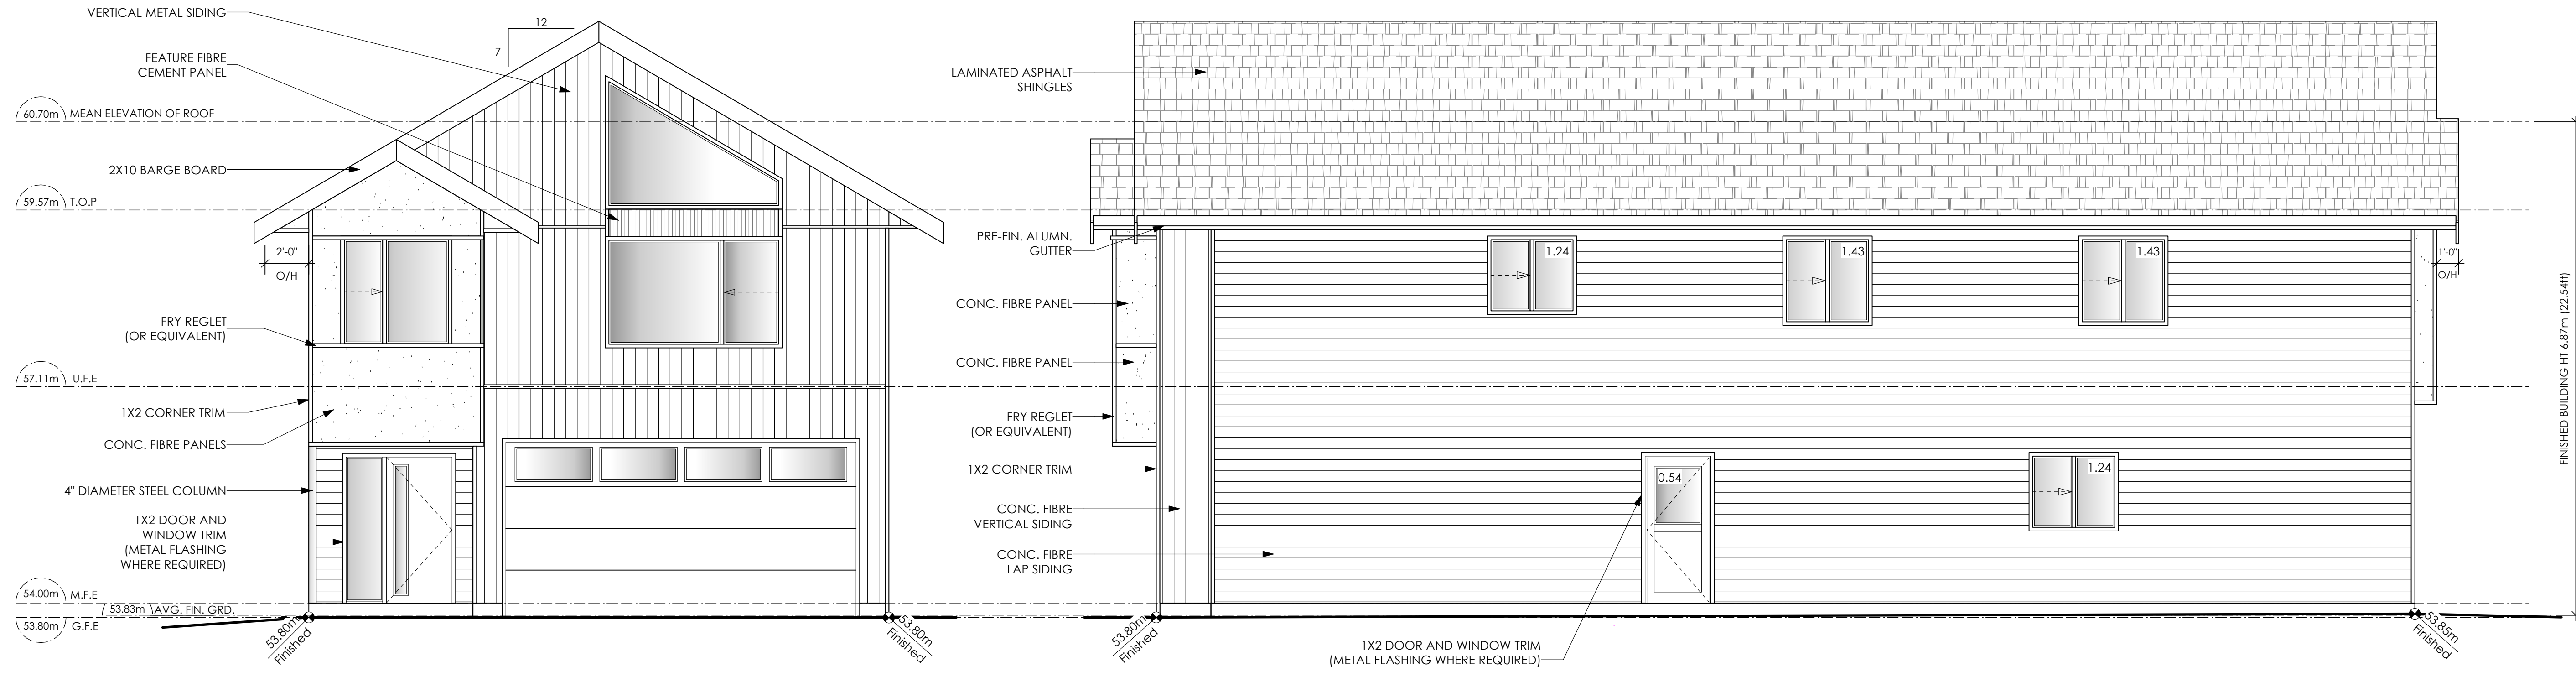 VERTICAL METAL SIDING
12
7
FEATURE FIBRE
CEMENT PANEL
60.70m
MEAN ELEVATION OF ROOF
2X10 BARGE BOARD
59.57m
T.O.P
2'-0"
O/H
FRY REGLET
(OR EQUIVALENT)
57.11m
U.F.E
1X2 CORNER TRIM
CONC. FIBRE PANELS
4" DIAMETER STEEL COLUMN
1X2 DOOR AND
WINDOW TRIM
(METAL FLASHING
WHERE REQUIRED)
54.00m
M.F.E
53.83m
AVG. FIN. GRD.
53.80m
G.F.E
53.80m
Finished
53.80m
Finished
LAMINATED ASPHALT
SHINGLES
PRE-FIN. ALUMN.
GUTTER
CONC. FIBRE PANEL
CONC. FIBRE PANEL
FRY REGLET
(OR EQUIVALENT)
1X2 CORNER TRIM
CONC. FIBRE
VERTICAL SIDING
CONC. FIBRE
LAP SIDING
1.24
1.43
1.43
0.54
1.24
1'-0"
O/H
53.80m
Finished
1X2 DOOR AND WINDOW TRIM
(METAL FLASHING WHERE REQUIRED)
53.85m
Finished
FINISHED BUILDING HT 6.87m (22.54ft)